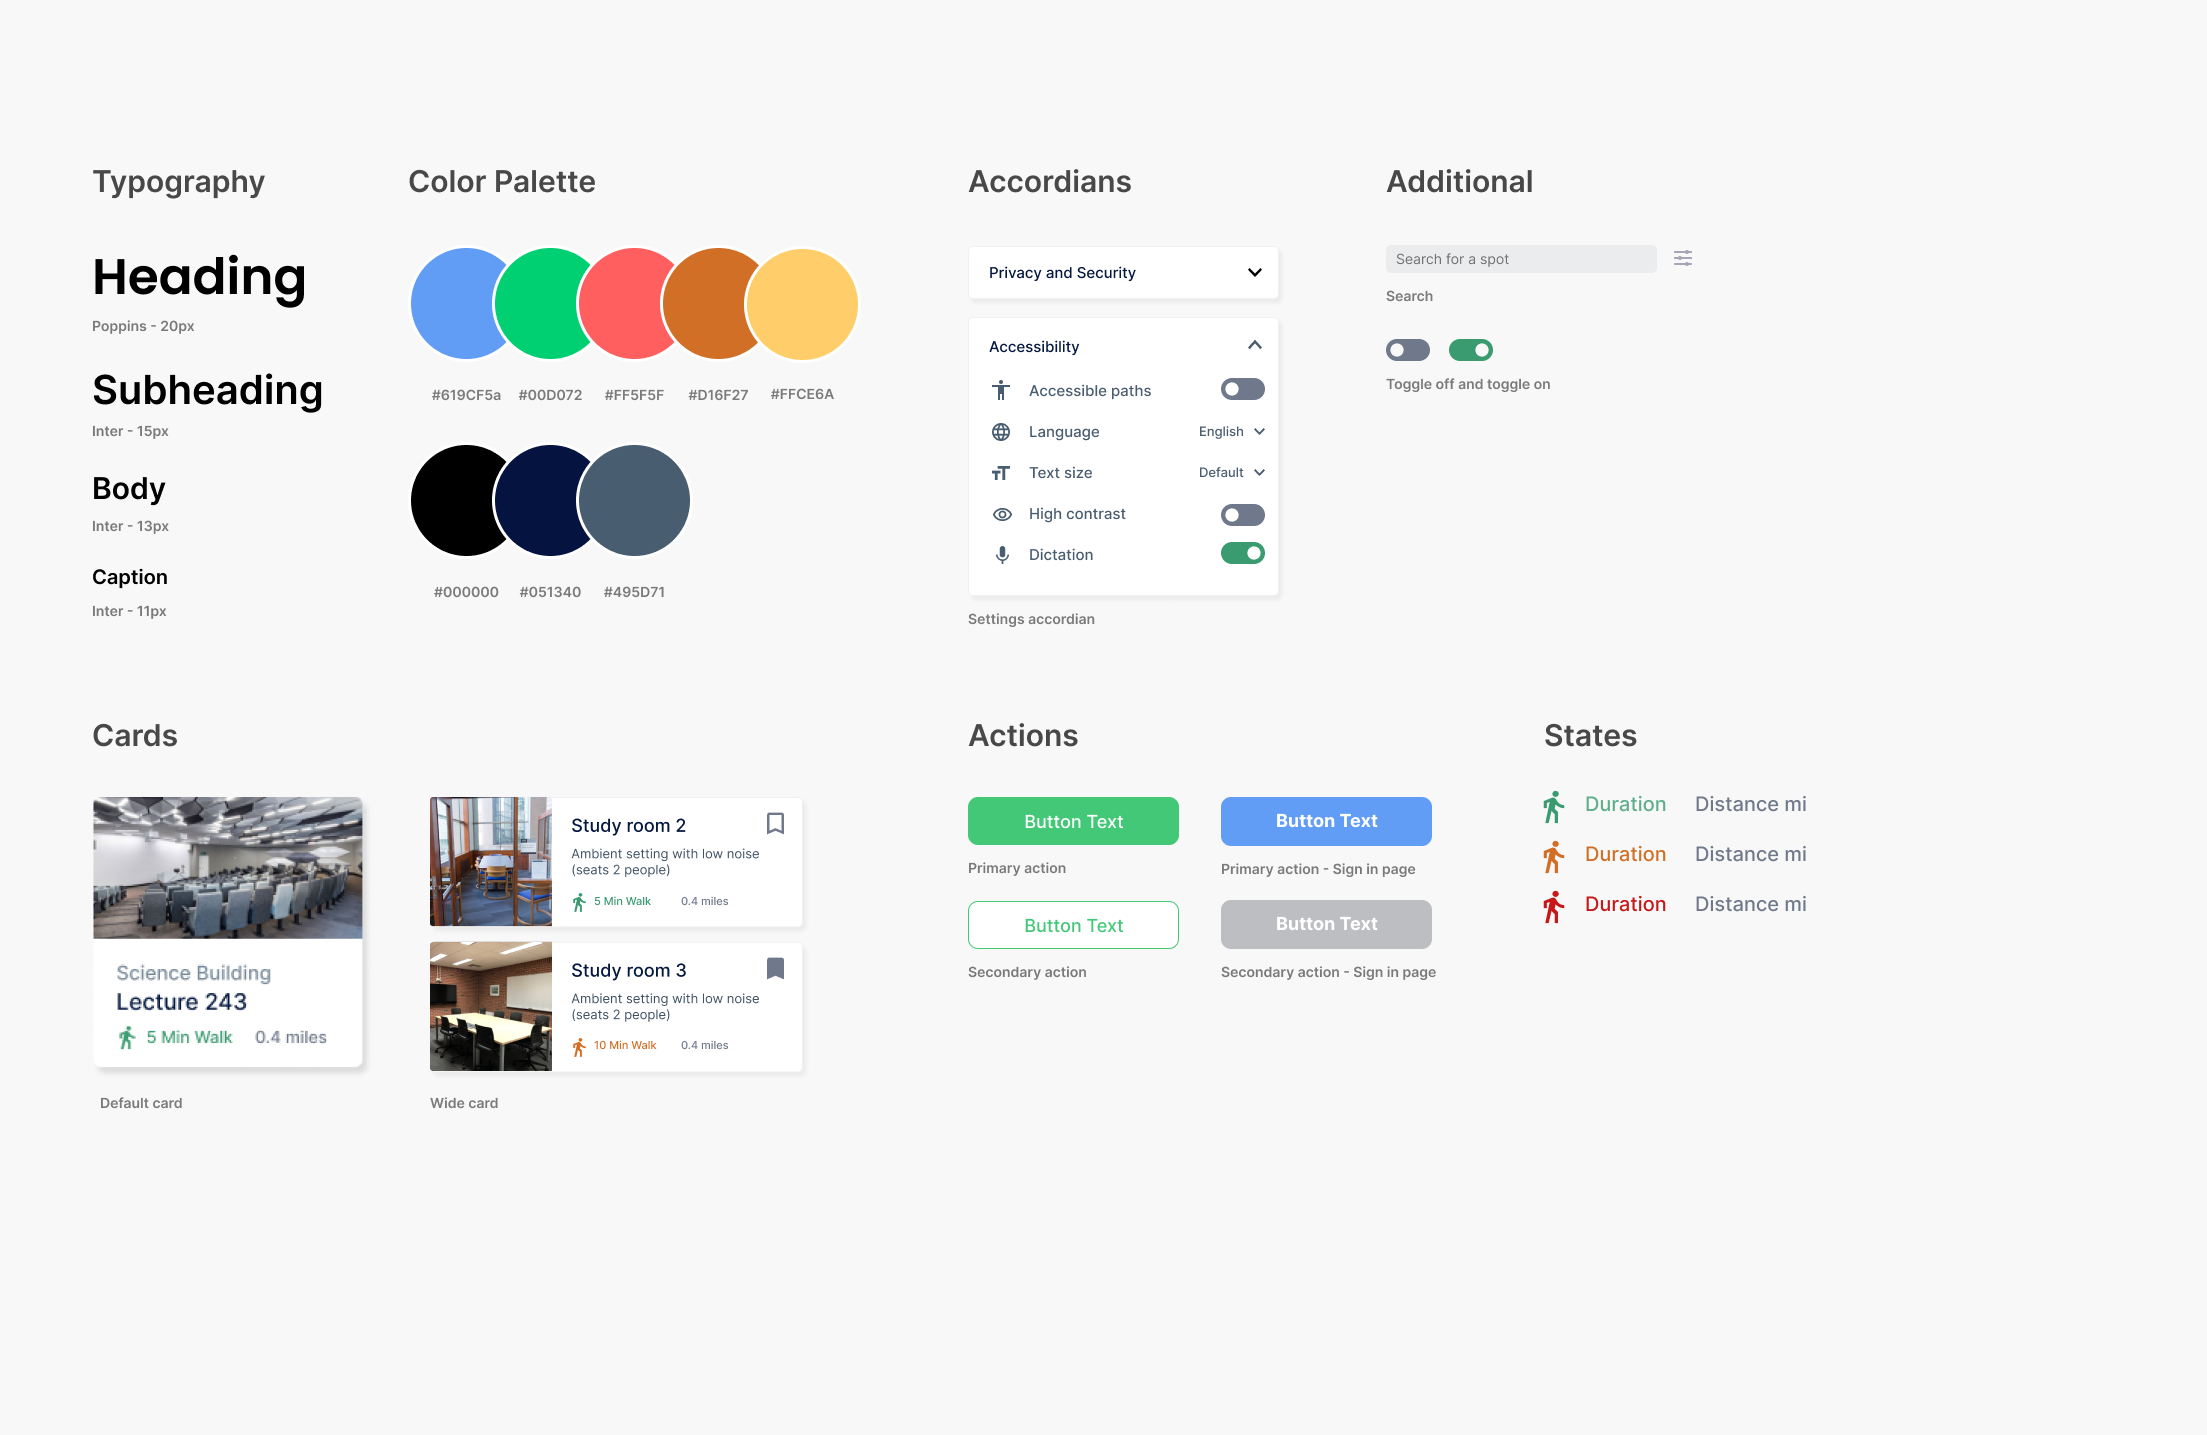 Typography
Heading
Poppins - 20px
Subheading
Inter - 15px
Body
Inter - 13px
Caption
Inter - 11px
Color Palette
#619CF5a #00D072 #FF5F5F #D16F27 #FFCE6A
#000000 #051340 #495D71
Accordians
Privacy and Security
Accessibility
Accessible paths
Language English
Text size Default
High contrast
Dictation
Settings accordian
Additional
Search for a spot
Search
Toggle off and toggle on
Cards
Science Building
Lecture 243
5 Min Walk 0.4 miles
Default card
Study room 2
Ambient setting with low noise
(seats 2 people)
5 Min Walk 0.4 miles
Study room 3
Ambient setting with low noise
(seats 2 people)
10 Min Walk 0.4 miles
Wide card
Actions
Button Text
Primary action
Button Text
Secondary action
Button Text
Primary action - Sign in page
Button Text
Secondary action - Sign in page
States
Duration Distance mi
Duration Distance mi
Duration Distance mi